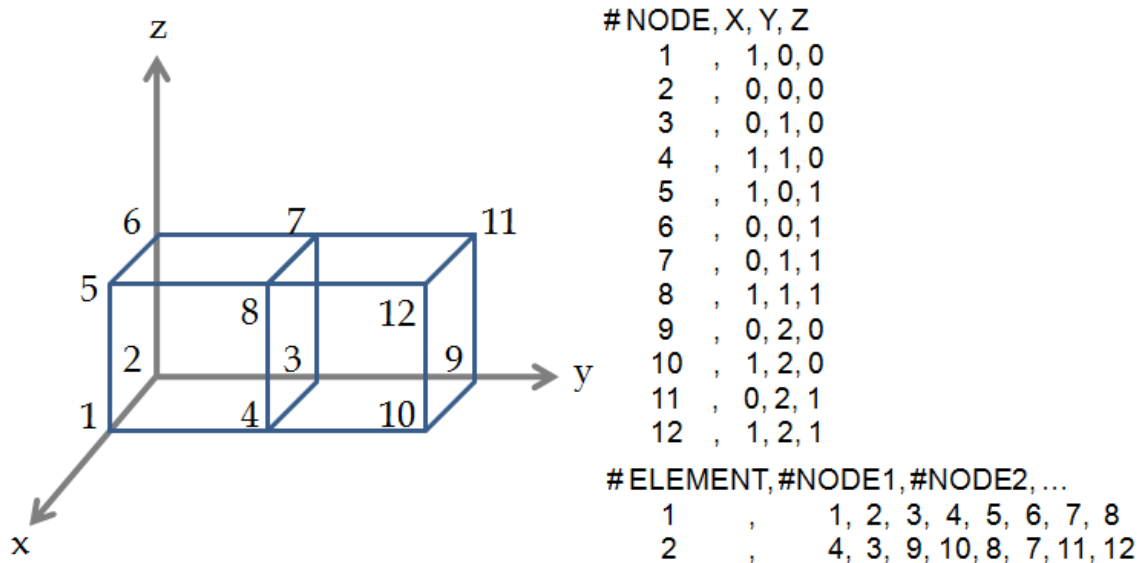 z
6 7 11
5
8 12
2 3 9
y
1 4 10
x
# NODE, X, Y, Z
1 , 1, 0, 0
2 , 0, 0, 0
3 , 0, 1, 0
4 , 1, 1, 0
5 , 1, 0, 1
6 , 0, 0, 1
7 , 0, 1, 1
8 , 1, 1, 1
9 , 0, 2, 0
10 , 1, 2, 0
11 , 0, 2, 1
12 , 1, 2, 1
# ELEMENT, #NODE1, #NODE2, ...
1 , 1, 2, 3, 4, 5, 6, 7, 8
2 , 4, 3, 9, 10, 8, 7, 11, 12